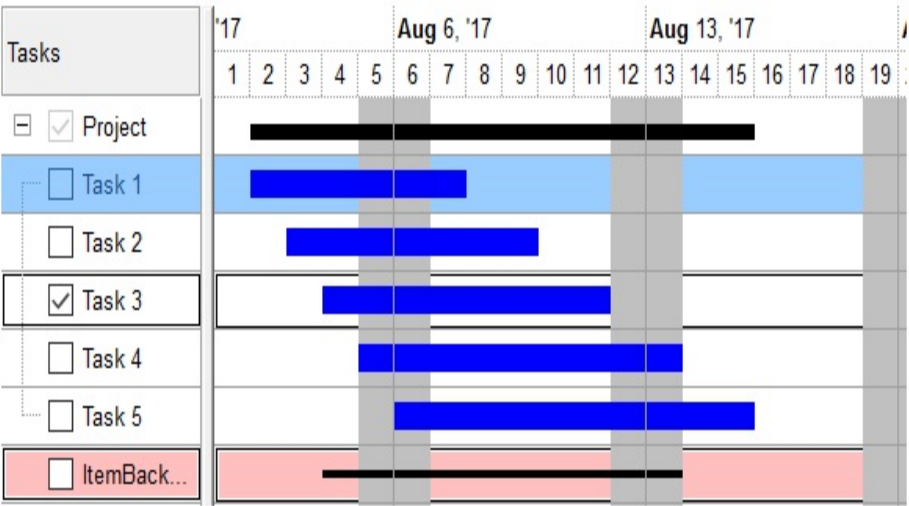 Tasks
'17 Aug 6, '17 Aug 13, '17
1 2 3 4 5 6 7 8 9 10 11 12 13 14 15 16 17 18 19
Project
Task 1
Task 2
Task 3
Task 4
Task 5
ItemBack...